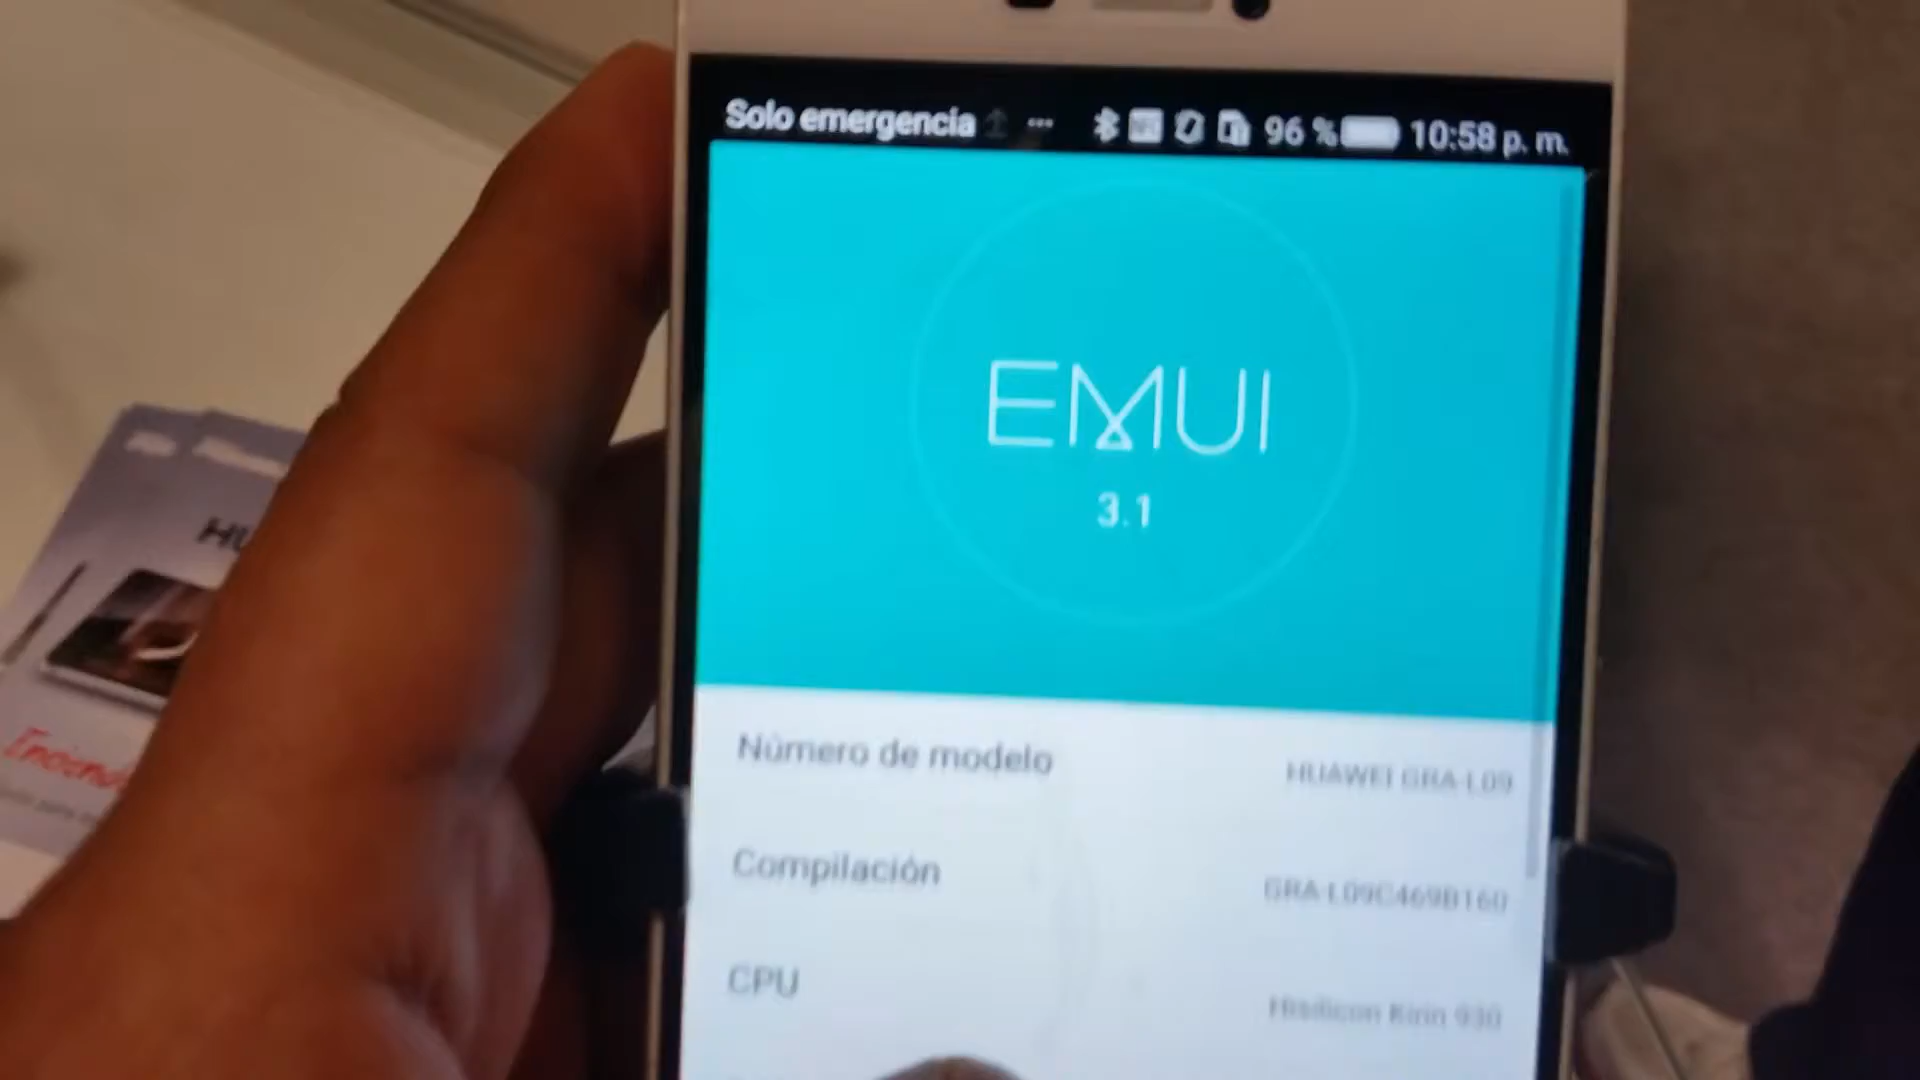 Solo emergencia ... 96 % 10:58 p. m.
EMUI
3.1
Número de modelo HUAWEI GRA-L09
Compilación GRA-L09C469B160
CPU Hisilicon Kirin 930
HU